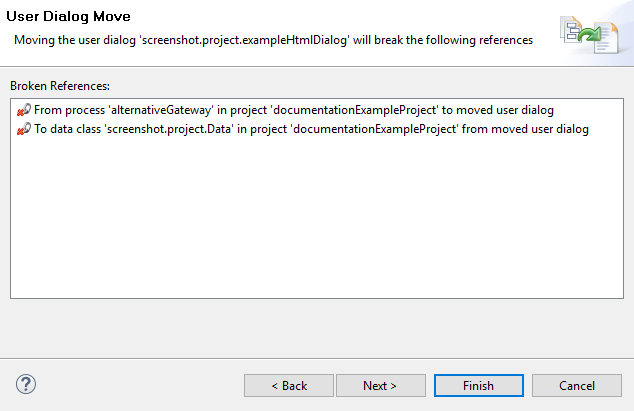 User Dialog Move
Moving the user dialog 'screenshot.project.exampleHtmlDialog' will break the following references
Broken References:
From process 'alternativeGateway' in project 'documentationExampleProject' to moved user dialog
To data class 'screenshot.project.Data' in project 'documentationExampleProject' from moved user dialog
?
< Back
Next >
Finish
Cancel